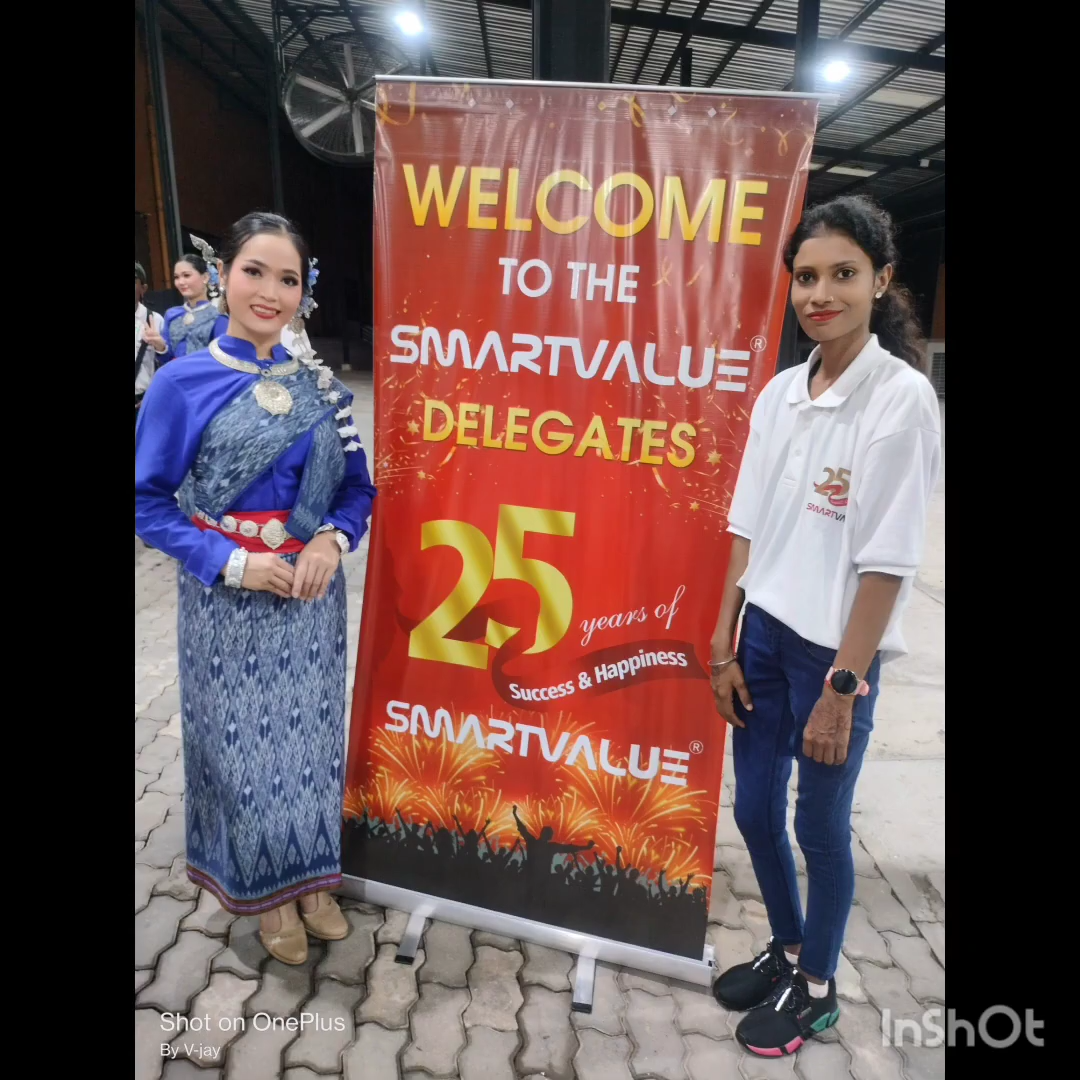 WELCOME
TO THE
SMARTVALUE®
DELEGATES
25 years of
Success & Happiness
SMARTVALUE®
25
SMARTVA
Shot on OnePlus
By V-jay
InShOt